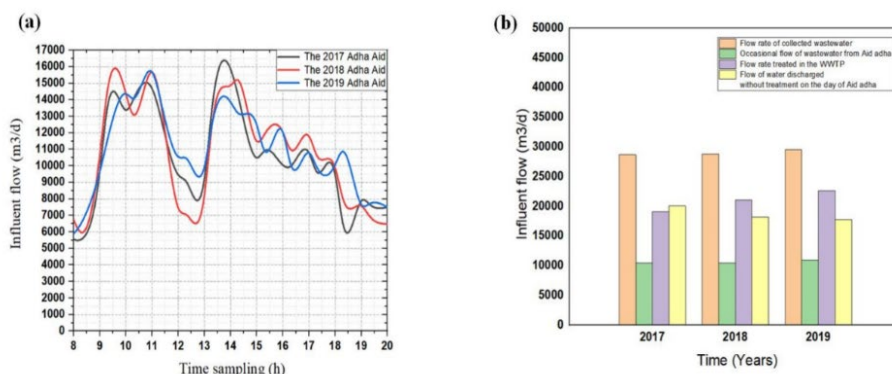 (a)
17000
16000
15000
14000
13000
12000
11000
10000
9000
8000
7000
6000
5000
4000
3000
2000
1000
0
Influent flow (m3/d)
The 2017 Adha Aid
The 2018 Adha Aid
The 2019 Adha Aid
8 9 10 11 12 13 14 15 16 17 18 19 20
Time sampling (h)
(b)
50000
45000
40000
35000
30000
25000
20000
15000
10000
5000
0
Influent flow (m3/d)
Flow rate of collected wastewater
Occasional flow of wastewater from Aid adha
Flow rate treated in the WWTP
Flow of water discharged
without treatment on the day of Aid adha
2017 2018 2019
Time (Years)